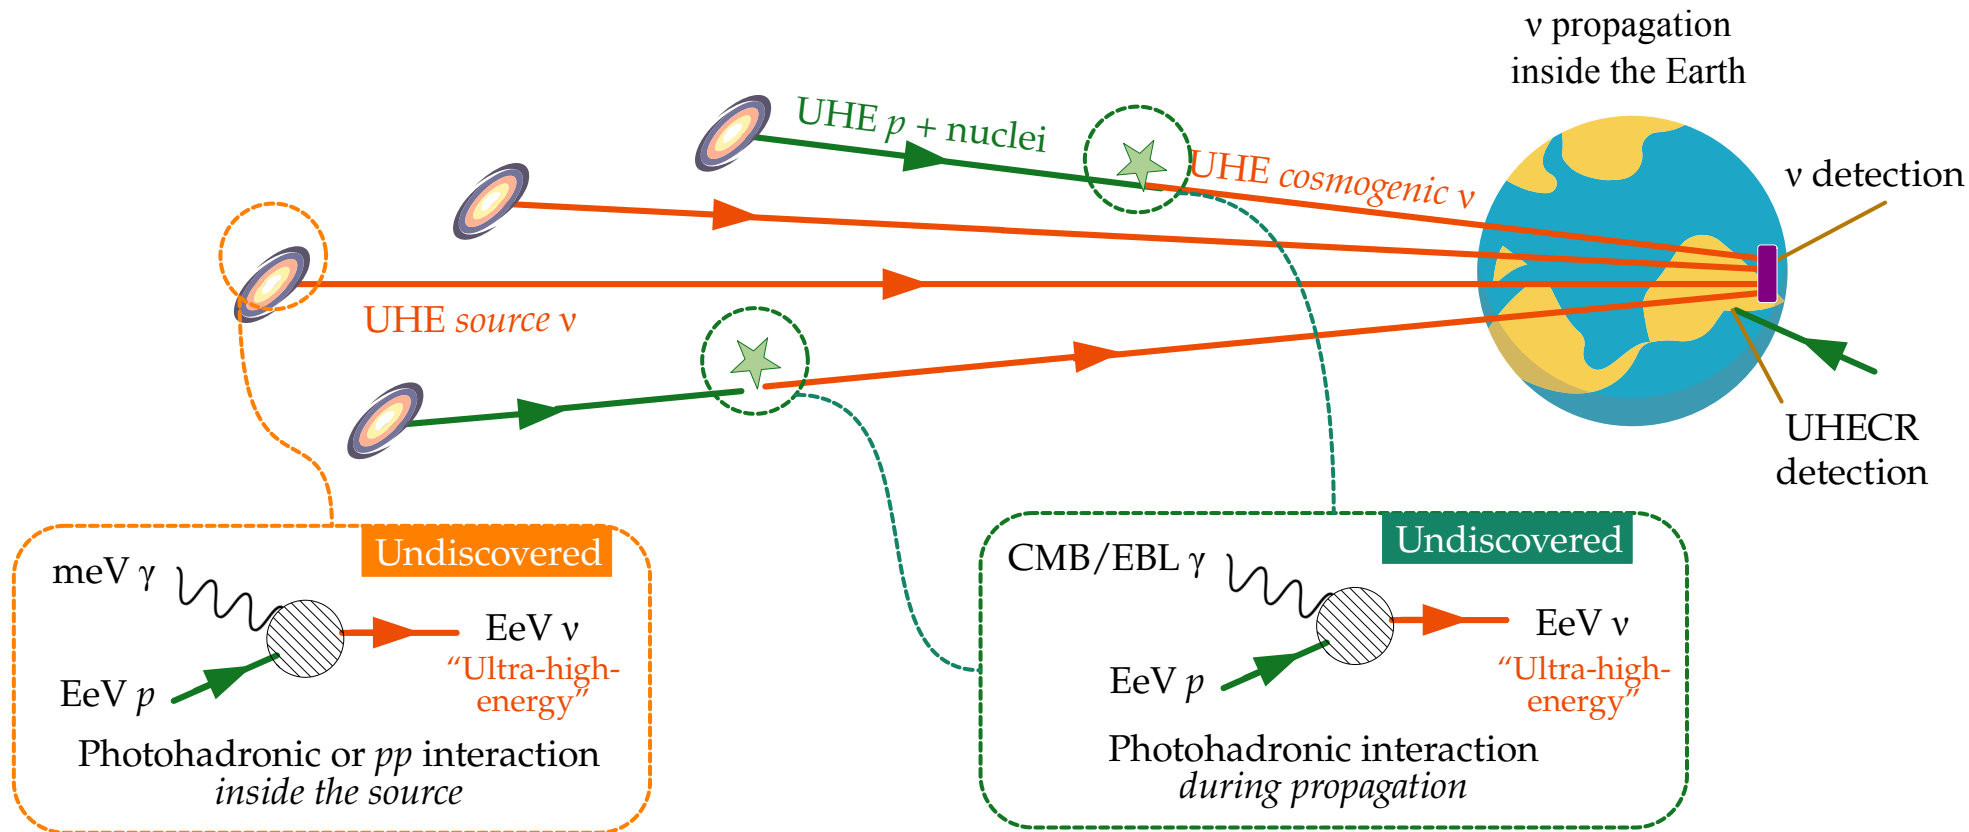 ν propagation
inside the Earth
UHE p + nuclei
UHE cosmogenic ν
ν detection
UHE source ν
UHECR
detection
Undiscovered
meV γ
EeV ν
“Ultra-high-
energy”
EeV p
Photohadronic or pp interaction
inside the source
Undiscovered
CMB/EBL γ
EeV ν
“Ultra-high-
energy”
EeV p
Photohadronic interaction
during propagation